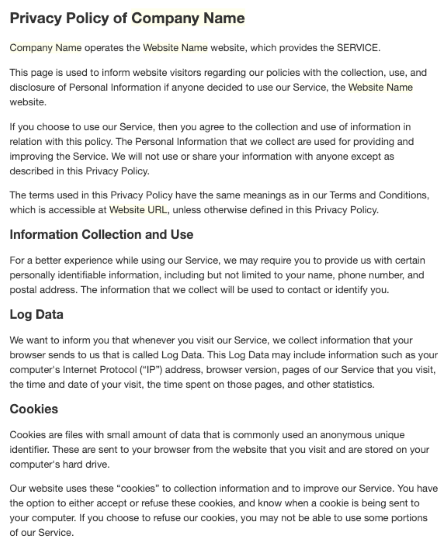 Privacy Policy of Company Name
Company Name operates the Website Name website, which provides the SERVICE.
This page is used to inform website visitors regarding our policies with the collection, use, and
disclosure of Personal Information if anyone decided to use our Service, the Website Name
website.
If you choose to use our Service, then you agree to the collection and use of information in
relation with this policy. The Personal Information that we collect are used for providing and
improving the Service. We will not use or share your information with anyone except as
described in this Privacy Policy.
The terms used in this Privacy Policy have the same meanings as in our Terms and Conditions,
which is accessible at Website URL, unless otherwise defined in this Privacy Policy.
Information Collection and Use
For a better experience while using our Service, we may require you to provide us with certain
personally identifiable information, including but not limited to your name, phone number, and
postal address. The information that we collect will be used to contact or identify you.
Log Data
We want to inform you that whenever you visit our Service, we collect information that your
browser sends to us that is called Log Data. This Log Data may include information such as your
computer's Internet Protocol (“IP”) address, browser version, pages of our Service that you visit,
the time and date of your visit, the time spent on those pages, and other statistics.
Cookies
Cookies are files with small amount of data that is commonly used an anonymous unique
identifier. These are sent to your browser from the website that you visit and are stored on your
computer's hard drive.
Our website uses these “cookies” to collection information and to improve our Service. You have
the option to either accept or refuse these cookies, and know when a cookie is being sent to
your computer. If you choose to refuse our cookies, you may not be able to use some portions
of our Service.